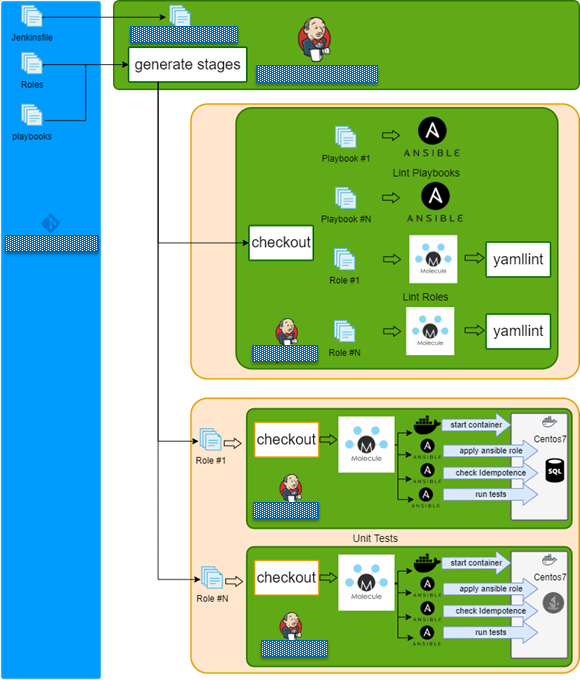 Jenkinsfile
Roles
playbooks
generate stages
Playbook #1
ANSIBLE
Lint Playbooks
Playbook #N
ANSIBLE
checkout
Role #1
Molecule
yamllint
Lint Roles
Role #N
Molecule
yamllint
Role #1
checkout
Molecule
start container
ANSIBLE
apply ansible role
ANSIBLE
check Idempotence
ANSIBLE
run tests
Centos7
SQL
Unit Tests
Role #N
checkout
Molecule
start container
ANSIBLE
apply ansible role
ANSIBLE
check Idempotence
ANSIBLE
run tests
Centos7